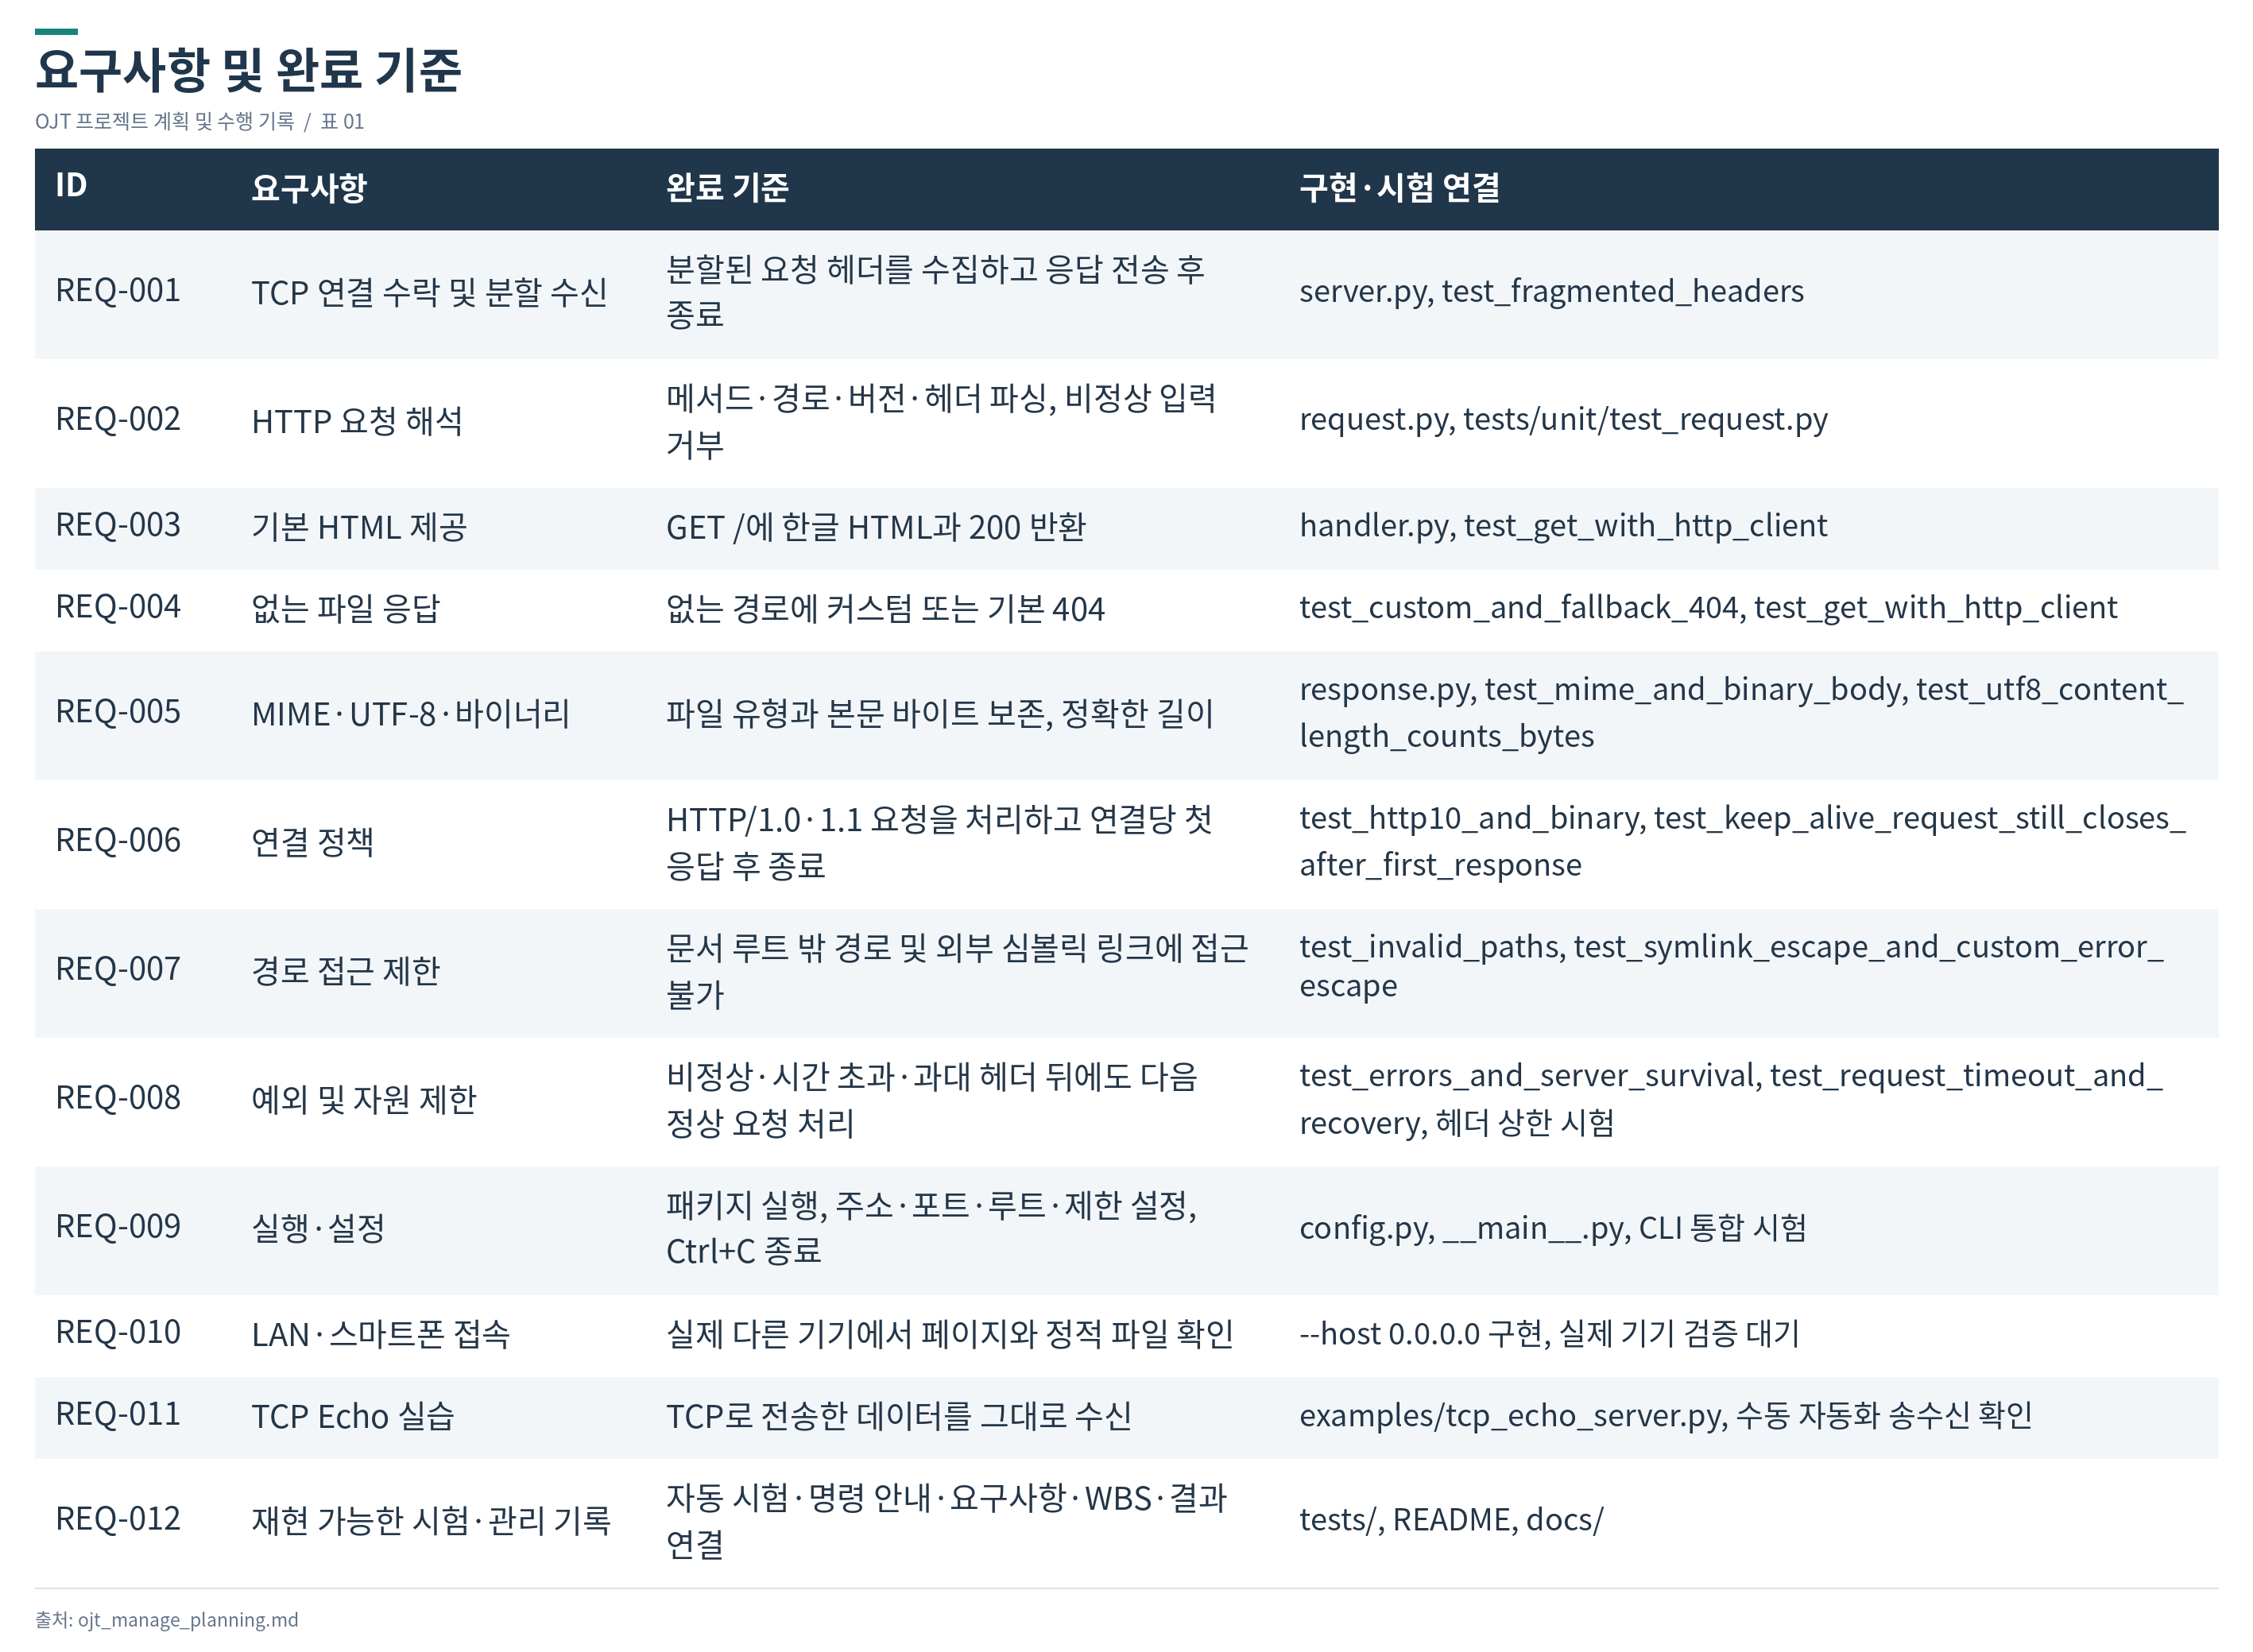 요구사항 및 완료 기준
OJT 프로젝트 계획 및 수행 기록 / 표 01
ID 요구사항 완료 기준 구현·시험 연결
REQ-001 TCP 연결 수락 및 분할 수신 분할된 요청 헤더를 수집하고 응답 전송 후 server.py, test_fragmented_headers
종료
REQ-002 HTTP 요청 해석 메서드·경로·버전·헤더 파싱, 비정상 입력 request.py, tests/unit/test_request.py
거부
REQ-003 기본 HTML 제공 GET /에 한글 HTML과 200 반환 handler.py, test_get_with_http_client
REQ-004 없는 파일 응답 없는 경로에 커스텀 또는 기본 404 test_custom_and_fallback_404, test_get_with_http_client
REQ-005 MIME·UTF-8·바이너리 파일 유형과 본문 바이트 보존, 정확한 길이 response.py, test_mime_and_binary_body, test_utf8_content_
length_counts_bytes
REQ-006 연결 정책 HTTP/1.0·1.1 요청을 처리하고 연결당 첫 test_http10_and_binary, test_keep_alive_request_still_closes_
응답 후 종료 after_first_response
REQ-007 경로 접근 제한 문서 루트 밖 경로 및 외부 심볼릭 링크에 접근 test_invalid_paths, test_symlink_escape_and_custom_error_
불가 escape
REQ-008 예외 및 자원 제한 비정상·시간 초과·과대 헤더 뒤에도 다음 test_errors_and_server_survival, test_request_timeout_and_
정상 요청 처리 recovery, 헤더 상한 시험
REQ-009 실행·설정 패키지 실행, 주소·포트·루트·제한 설정, config.py, __main__.py, CLI 통합 시험
Ctrl+C 종료
REQ-010 LAN·스마트폰 접속 실제 다른 기기에서 페이지와 정적 파일 확인 --host 0.0.0.0 구현, 실제 기기 검증 대기
REQ-011 TCP Echo 실습 TCP로 전송한 데이터를 그대로 수신 examples/tcp_echo_server.py, 수동 자동화 송수신 확인
REQ-012 재현 가능한 시험·관리 기록 자동 시험·명령 안내·요구사항·WBS·결과 tests/, README, docs/
연결
출처: ojt_manage_planning.md